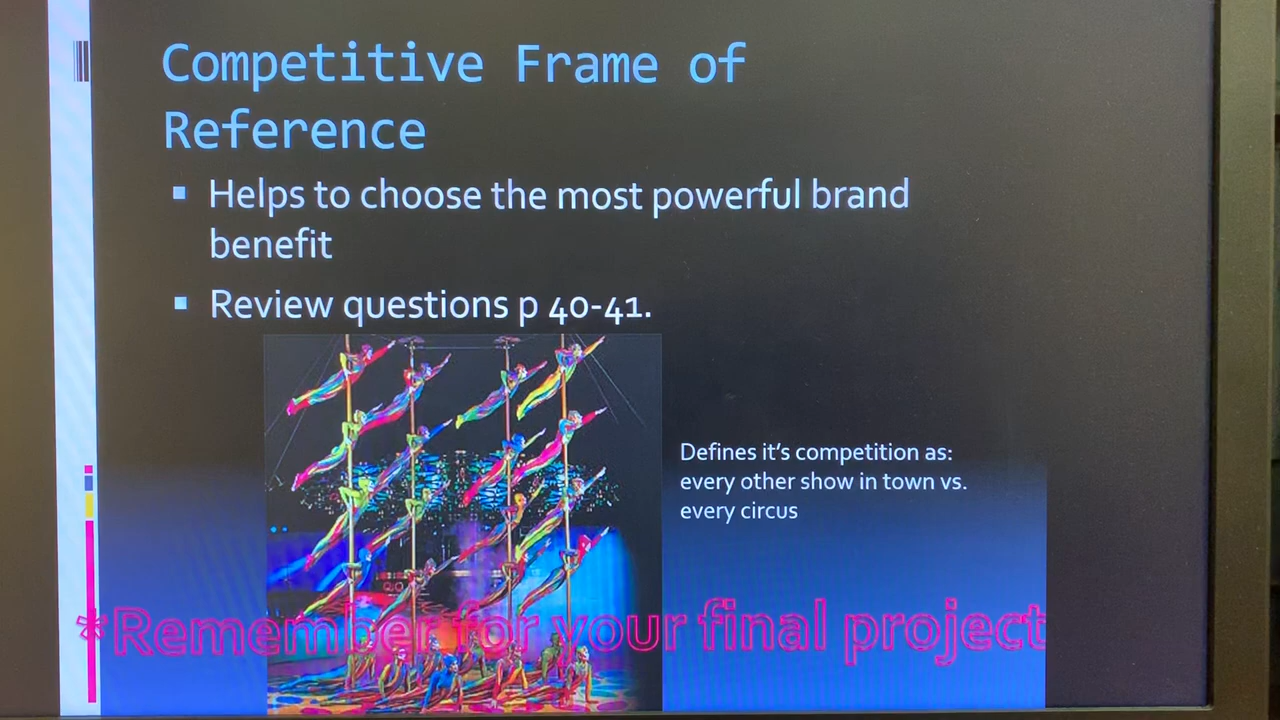 Competitive Frame of
Reference
▪ Helps to choose the most powerful brand
benefit
▪ Review questions p 40-41.
Defines it’s competition as:
every other show in town vs.
every circus
*Remember for your final project